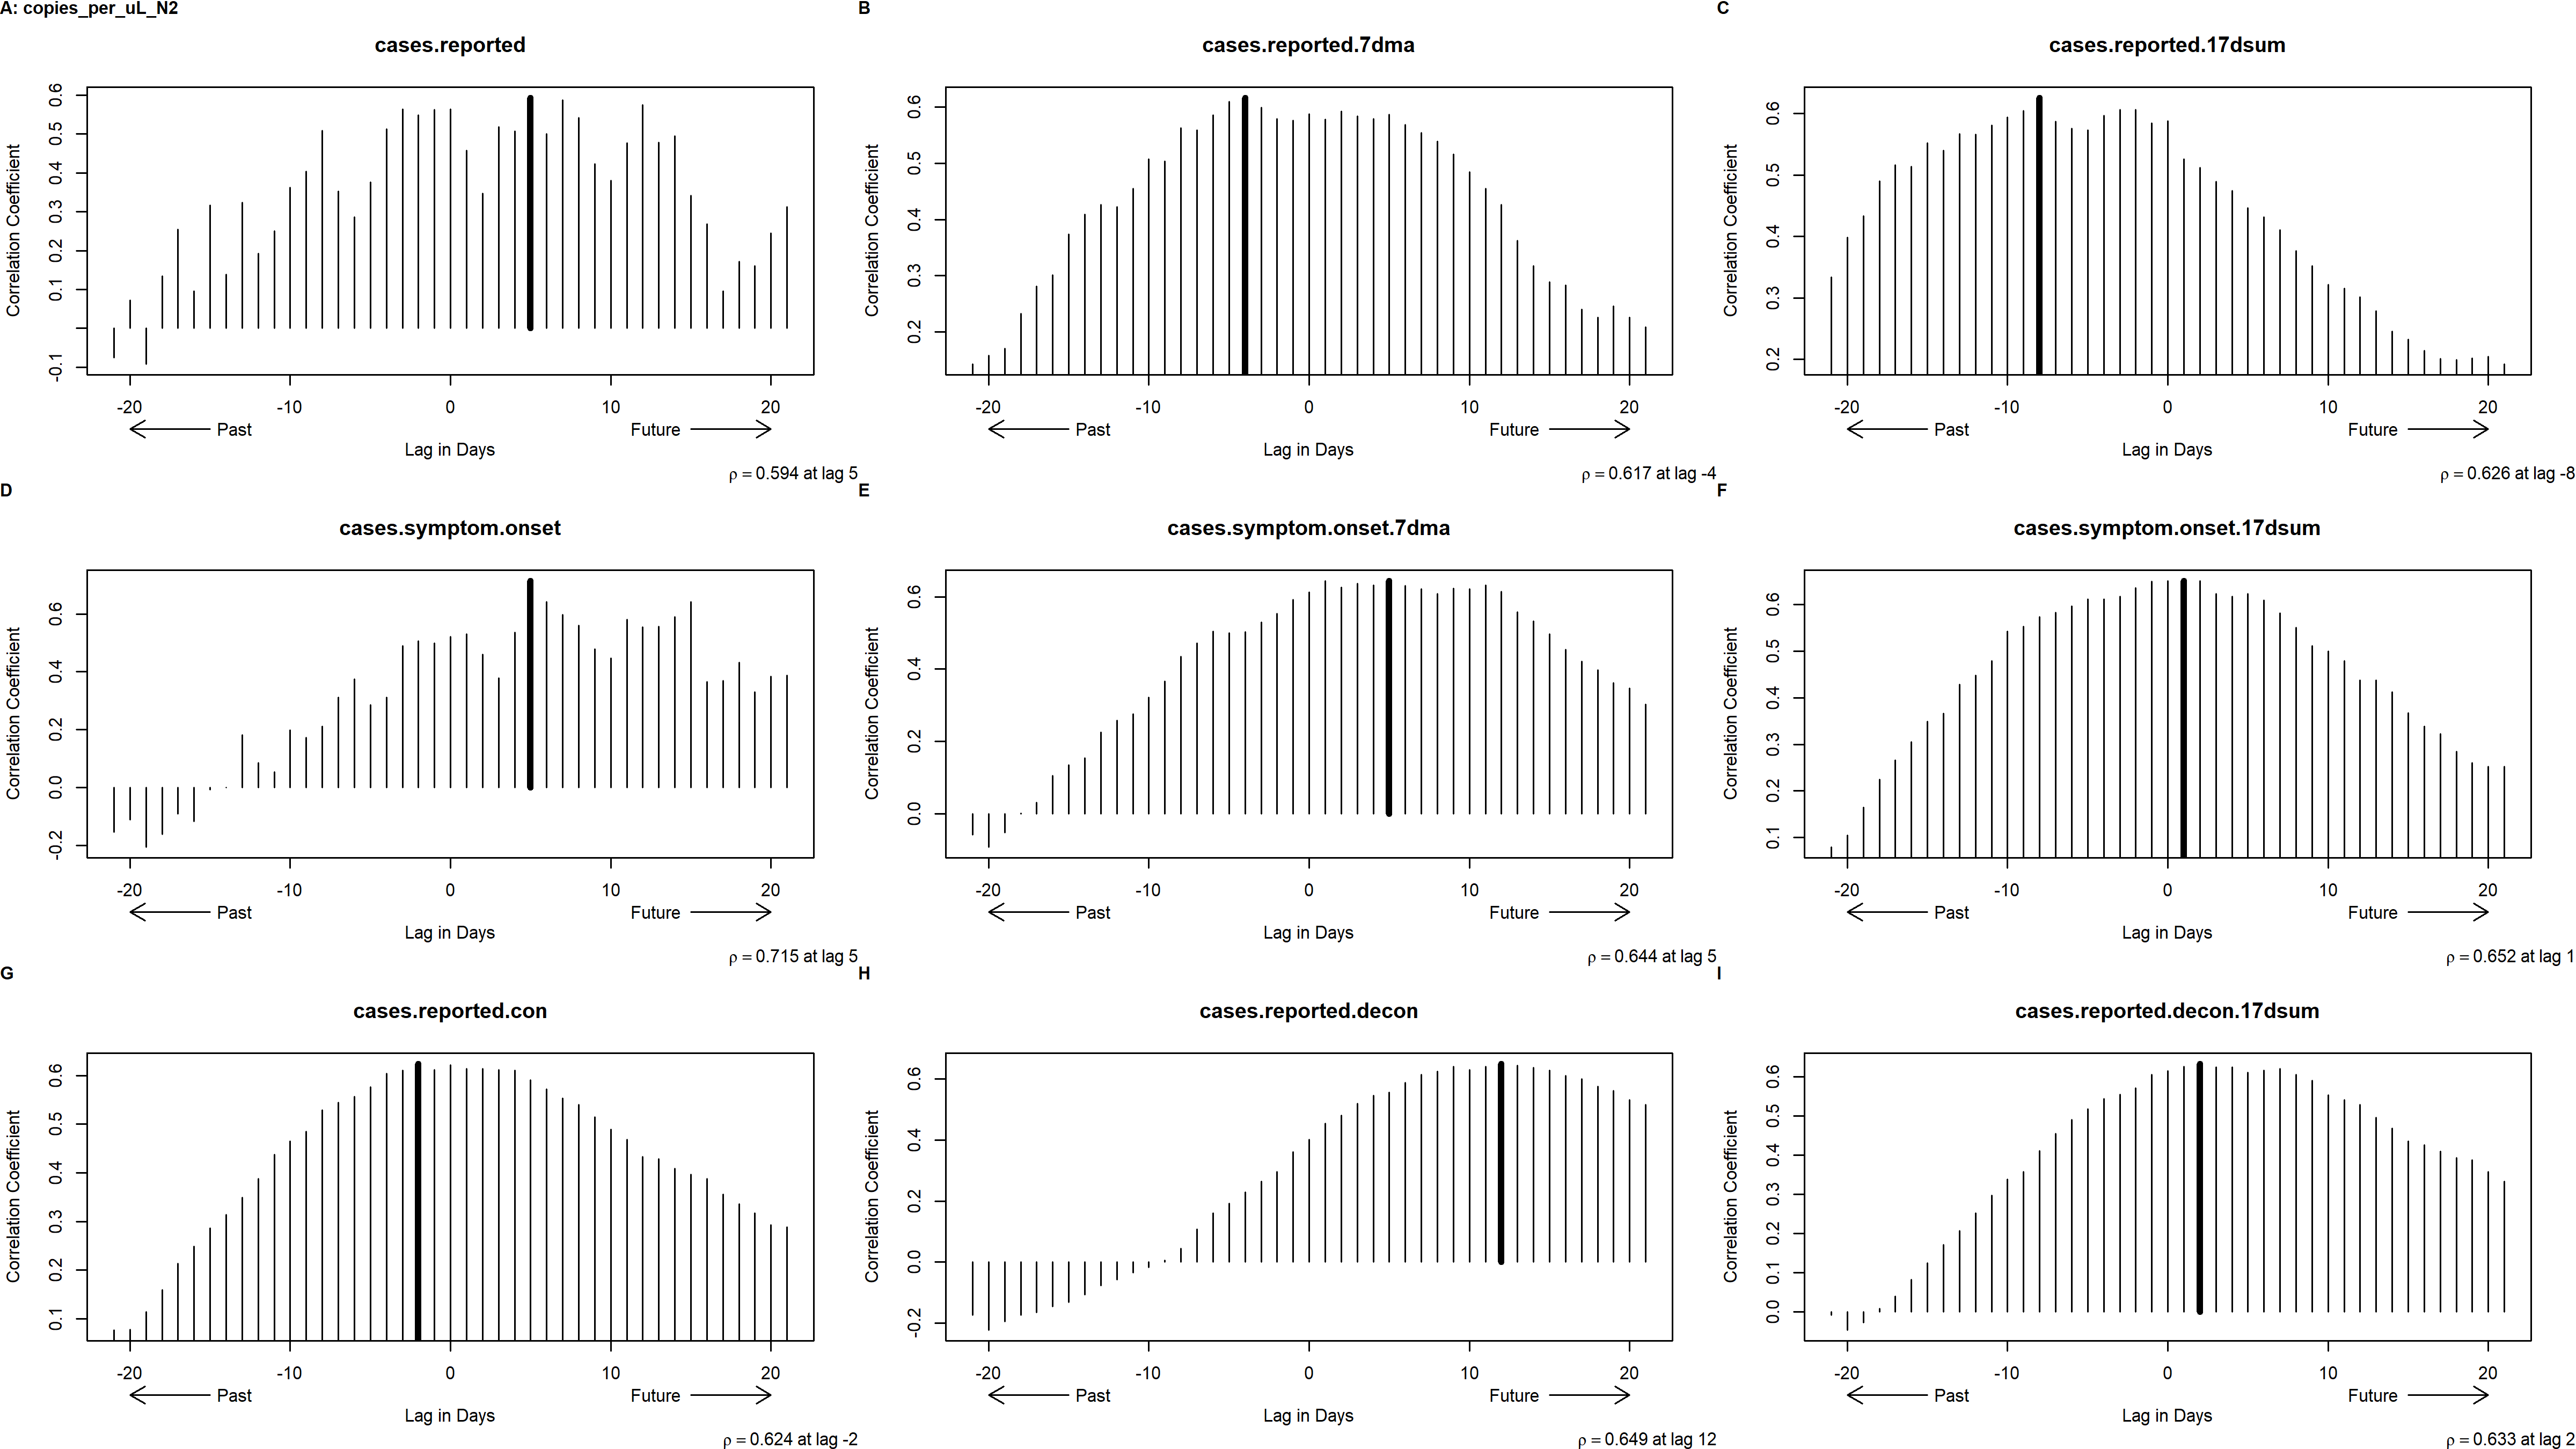 A: copies_per_uL_N2
cases.reported
Correlation Coefficient
-0.1 0.1 0.2 0.3 0.4 0.5 0.6
-20 -10 0 10 20
Past Future
Lag in Days
ρ = 0.594 at lag 5
B
cases.reported.7dma
Correlation Coefficient
0.2 0.3 0.4 0.5 0.6
-20 -10 0 10 20
Past Future
Lag in Days
ρ = 0.617 at lag -4
C
cases.reported.17dsum
Correlation Coefficient
0.2 0.3 0.4 0.5 0.6
-20 -10 0 10 20
Past Future
Lag in Days
ρ = 0.626 at lag -8
D
cases.symptom.onset
Correlation Coefficient
-0.2 0.0 0.2 0.4 0.6
-20 -10 0 10 20
Past Future
Lag in Days
ρ = 0.715 at lag 5
E
cases.symptom.onset.7dma
Correlation Coefficient
0.0 0.2 0.4 0.6
-20 -10 0 10 20
Past Future
Lag in Days
ρ = 0.644 at lag 5
F
cases.symptom.onset.17dsum
Correlation Coefficient
0.1 0.2 0.3 0.4 0.5 0.6
-20 -10 0 10 20
Past Future
Lag in Days
ρ = 0.652 at lag 1
G
cases.reported.con
Correlation Coefficient
0.1 0.2 0.3 0.4 0.5 0.6
-20 -10 0 10 20
Past Future
Lag in Days
ρ = 0.624 at lag -2
H
cases.reported.decon
Correlation Coefficient
-0.2 0.0 0.2 0.4 0.6
-20 -10 0 10 20
Past Future
Lag in Days
ρ = 0.649 at lag 12
I
cases.reported.decon.17dsum
Correlation Coefficient
0.0 0.1 0.2 0.3 0.4 0.5 0.6
-20 -10 0 10 20
Past Future
Lag in Days
ρ = 0.633 at lag 2